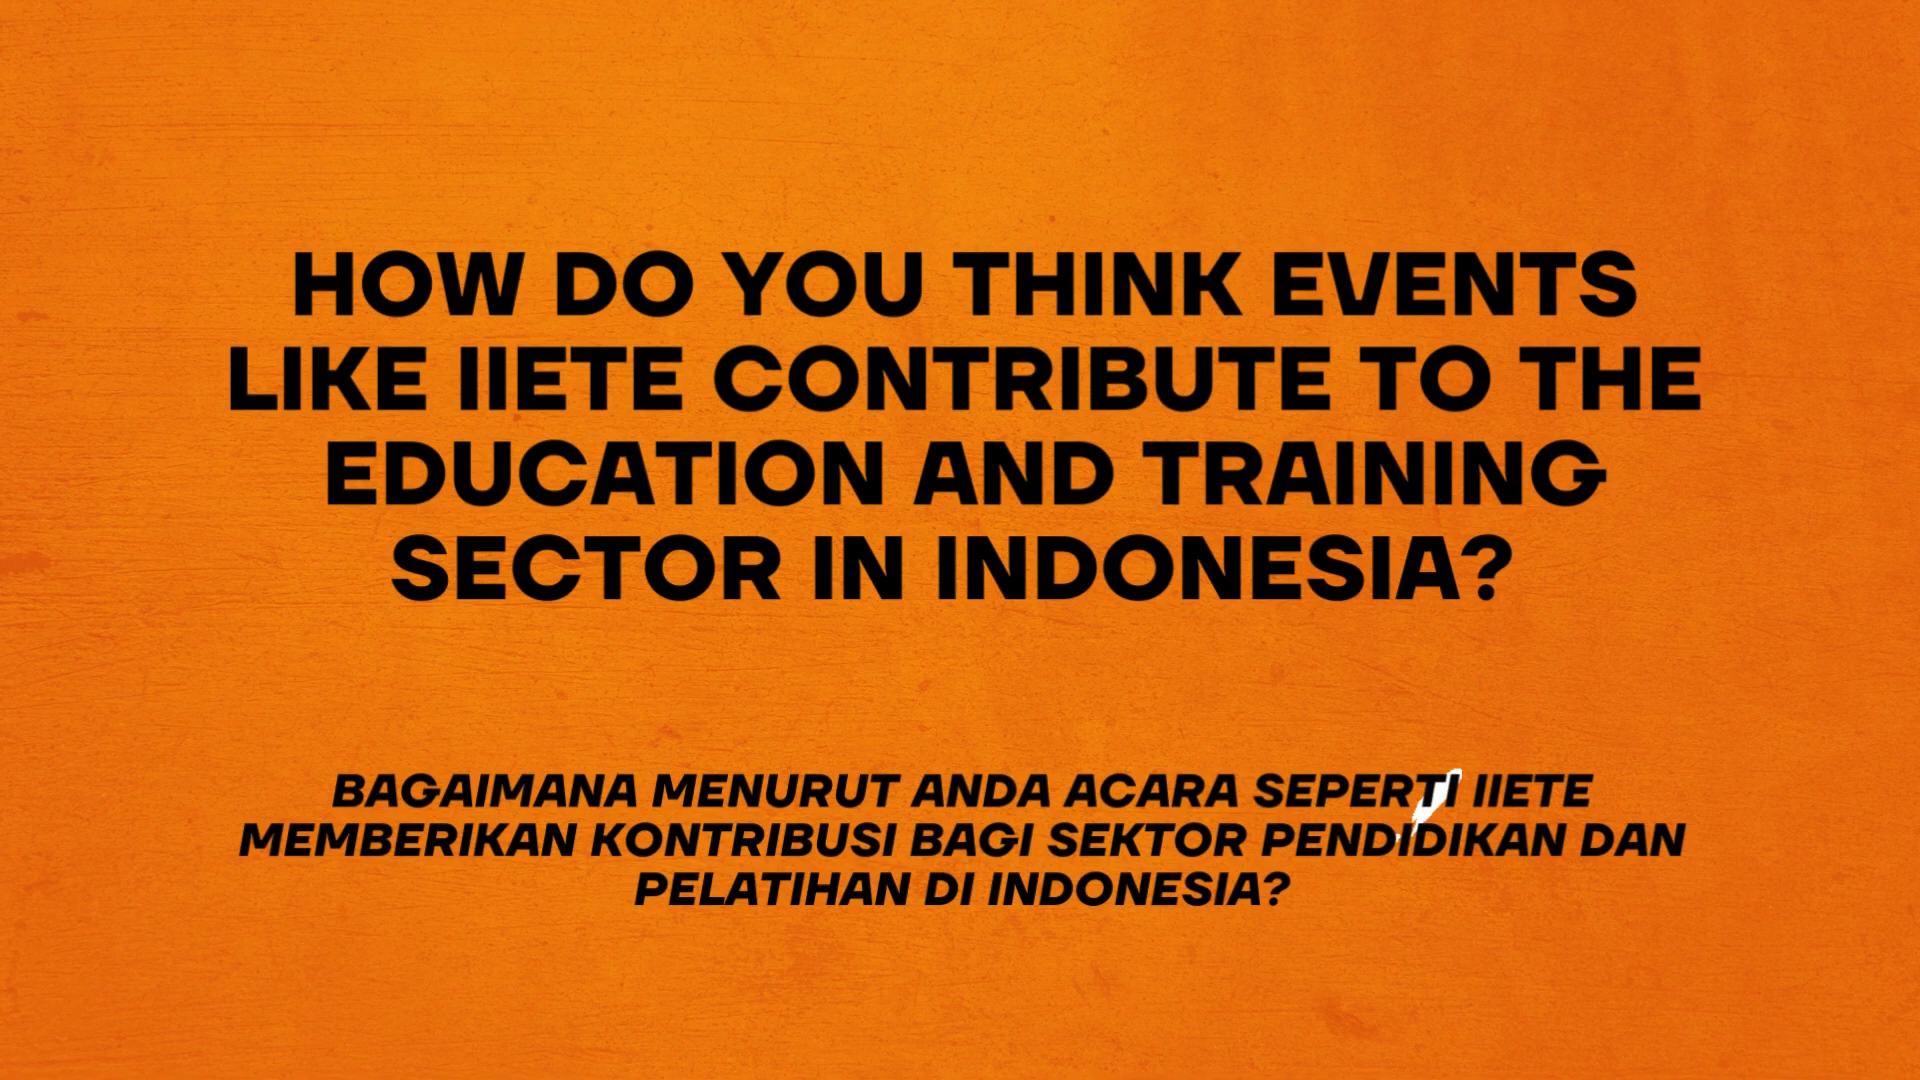 HOW DO YOU THINK EVENTS
LIKE IIETE CONTRIBUTE TO THE
EDUCATION AND TRAINING
SECTOR IN INDONESIA?
BAGAIMANA MENURUT ANDA ACARA SEPERTI IIETE
MEMBERIKAN KONTRIBUSI BAGI SEKTOR PENDIDIKAN DAN
PELATIHAN DI INDONESIA?